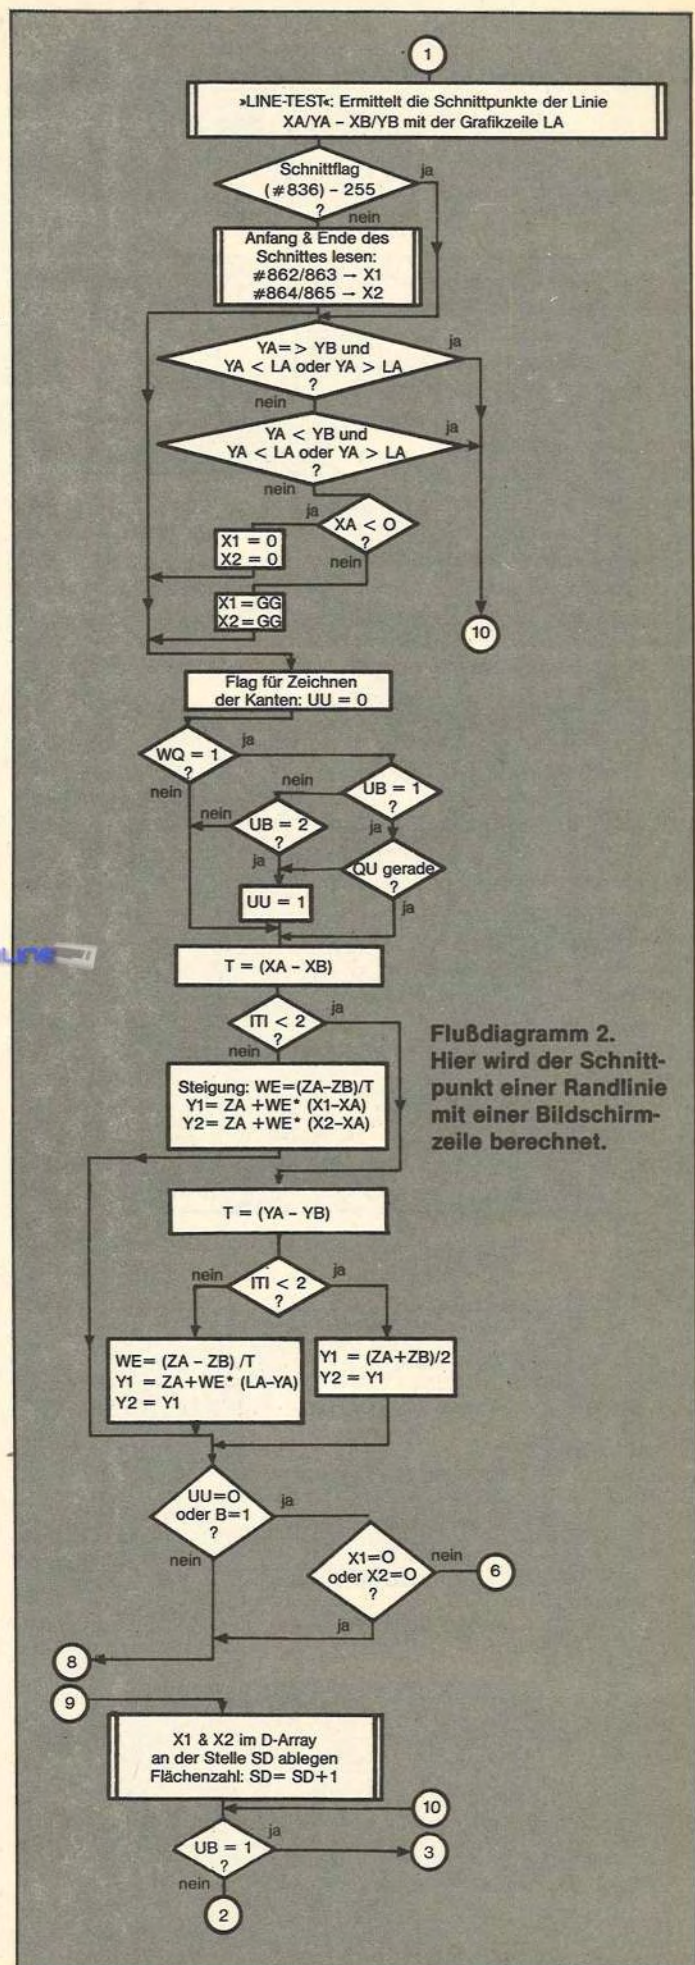 1
»LINE-TEST«: Ermittelt die Schnittpunkte der Linie
XA/YA – XB/YB mit der Grafikzeile LA
Schnittflag
(#836) – 255
?
ja
nein
Anfang & Ende des
Schnittes lesen:
#862/863 → X1
#864/865 → X2
YA= > YB und
YA < LA oder YA > LA
?
ja
nein
YA < YB und
YA < LA oder YA > LA
?
ja
nein
XA < O
?
ja
nein
X1 = 0
X2 = 0
X1 = GG
X2 = GG
10
Flag für Zeichnen
der Kanten: UU = 0
WQ = 1
?
ja
nein
UB = 1
?
nein
ja
UB = 2
?
nein
ja
QU gerade
?
ja
UU = 1
T = (XA – XB)
ITI < 2
?
ja
nein
Flußdiagramm 2.
Hier wird der Schnitt-
punkt einer Randlinie
mit einer Bildschirm-
zeile berechnet.
Steigung: WE=(ZA–ZB)/T
Y1= ZA +WE* (X1–XA)
Y2= ZA +WE* (X2–XA)
T = (YA – YB)
ITI < 2
?
nein
ja
WE= (ZA – ZB) /T
Y1 = ZA+WE* (LA–YA)
Y2 = Y1
Y1 = (ZA+ZB)/2
Y2 = Y1
UU=O
oder B=1
?
ja
nein
X1=O
oder X2=O
?
nein
ja
6
8
9
X1 & X2 im D-Array
an der Stelle SD ablegen
Flächenzahl: SD= SD+1
10
UB = 1
?
ja
nein
3
2